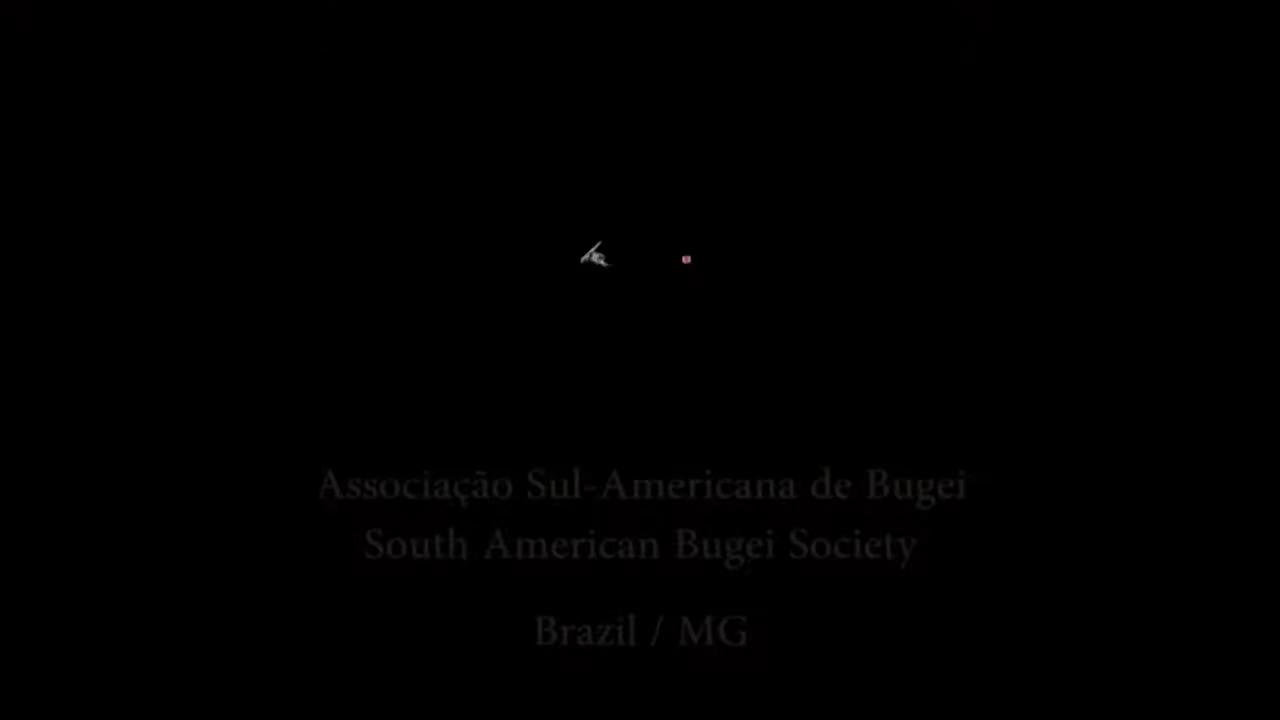 Associação Sul-Americana de Bugei
South American Bugei Society
Brazil / MG